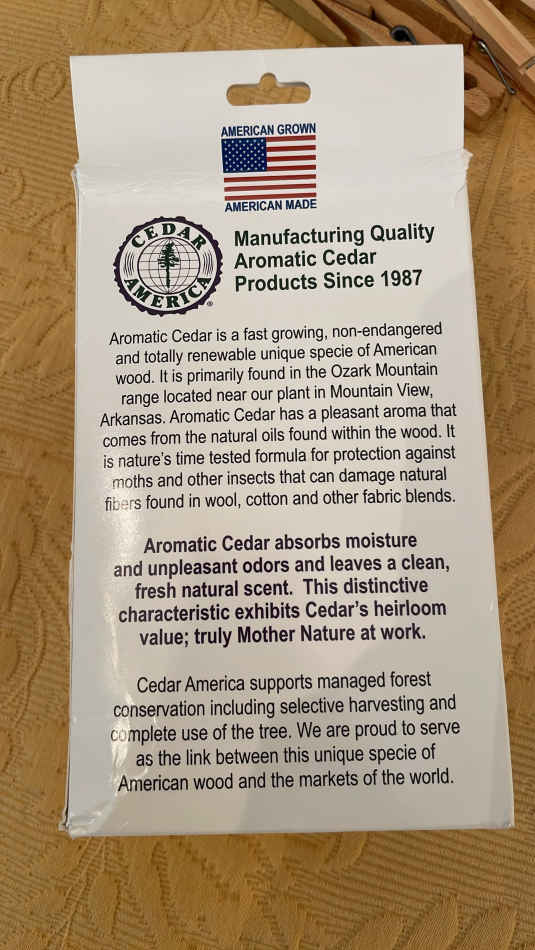 AMERICAN GROWN
AMERICAN MADE
CEDAR
AMERICA
®
Manufacturing Quality
Aromatic Cedar
Products Since 1987
Aromatic Cedar is a fast growing, non-endangered
and totally renewable unique specie of American
wood. It is primarily found in the Ozark Mountain
range located near our plant in Mountain View,
Arkansas. Aromatic Cedar has a pleasant aroma that
comes from the natural oils found within the wood. It
is nature's time tested formula for protection against
moths and other insects that can damage natural
fibers found in wool, cotton and other fabric blends.
Aromatic Cedar absorbs moisture
and unpleasant odors and leaves a clean,
fresh natural scent. This distinctive
characteristic exhibits Cedar's heirloom
value; truly Mother Nature at work.
Cedar America supports managed forest
conservation including selective harvesting and
complete use of the tree. We are proud to serve
as the link between this unique specie of
American wood and the markets of the world.